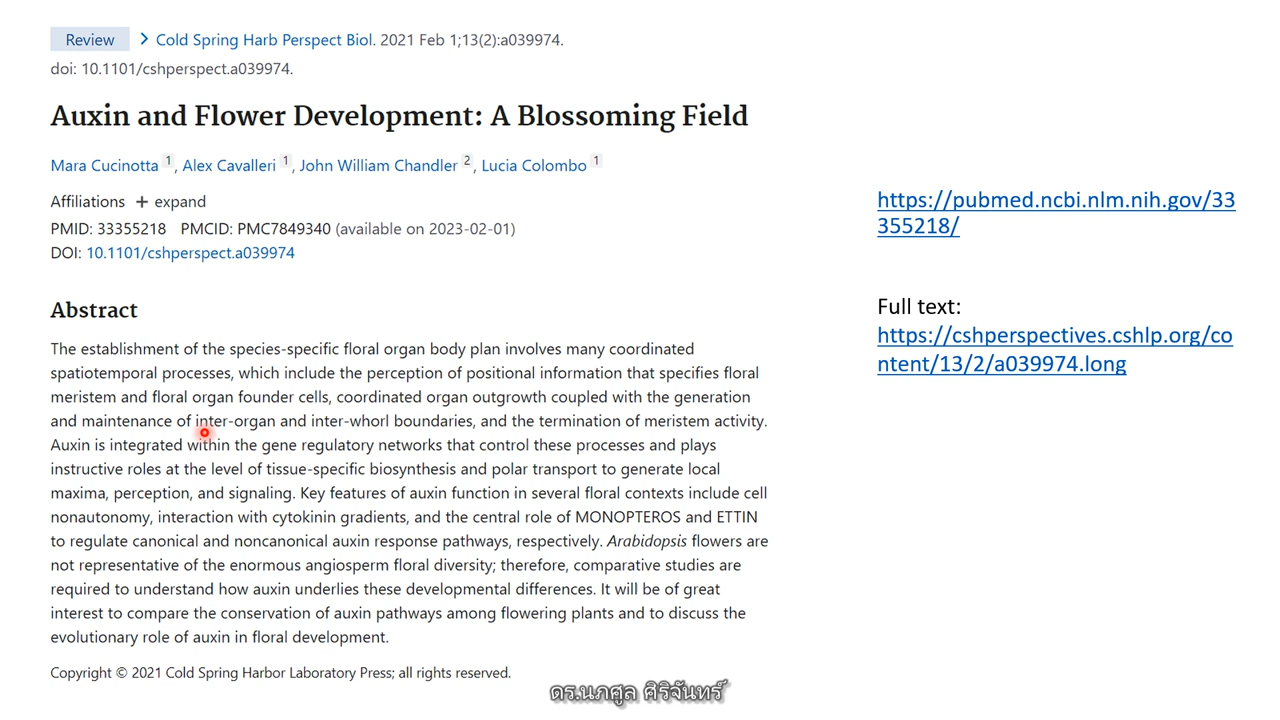 Review > Cold Spring Harb Perspect Biol. 2021 Feb 1;13(2):a039974.
doi: 10.1101/cshperspect.a039974.
Auxin and Flower Development: A Blossoming Field
Mara Cucinotta 1, Alex Cavalleri 1, John William Chandler 2, Lucia Colombo 1
Affiliations + expand
PMID: 33355218 PMCID: PMC7849340 (available on 2023-02-01)
DOI: 10.1101/cshperspect.a039974
Abstract
The establishment of the species-specific floral organ body plan involves many coordinated
spatiotemporal processes, which include the perception of positional information that specifies floral
meristem and floral organ founder cells, coordinated organ outgrowth coupled with the generation
and maintenance of inter-organ and inter-whorl boundaries, and the termination of meristem activity.
Auxin is integrated within the gene regulatory networks that control these processes and plays
instructive roles at the level of tissue-specific biosynthesis and polar transport to generate local
maxima, perception, and signaling. Key features of auxin function in several floral contexts include cell
nonautonomy, interaction with cytokinin gradients, and the central role of MONOPTEROS and ETTIN
to regulate canonical and noncanonical auxin response pathways, respectively. Arabidopsis flowers are
not representative of the enormous angiosperm floral diversity; therefore, comparative studies are
required to understand how auxin underlies these developmental differences. It will be of great
interest to compare the conservation of auxin pathways among flowering plants and to discuss the
evolutionary role of auxin in floral development.
Copyright © 2021 Cold Spring Harbor Laboratory Press; all rights reserved.
https://pubmed.ncbi.nlm.nih.gov/33
355218/
Full text:
https://cshperspectives.cshlp.org/co
ntent/13/2/a039974.long
ดร.นภศูล ศิริจันทร์